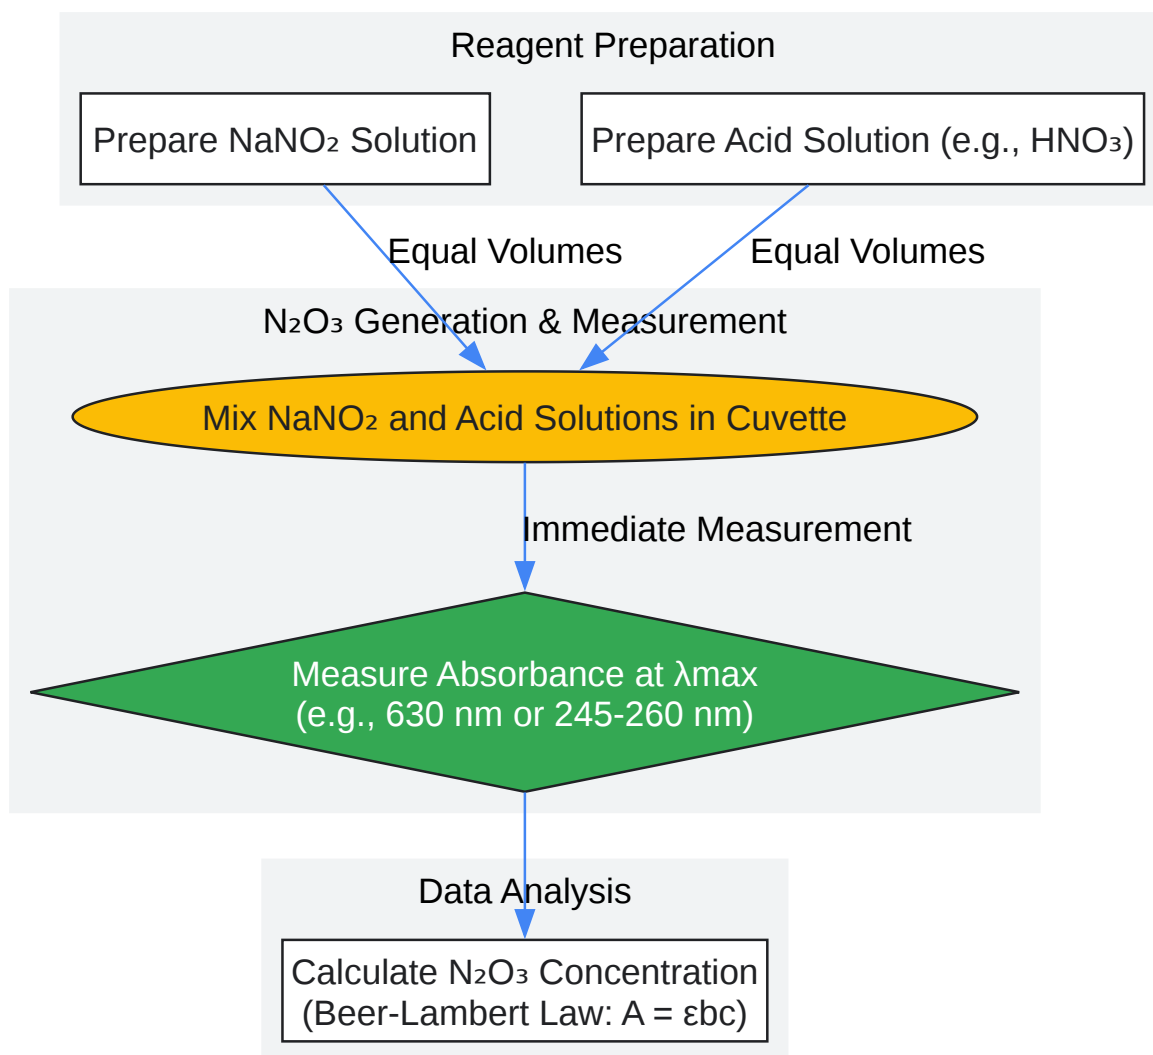 Reagent Preparation
Prepare NaNO₂ Solution
Prepare Acid Solution (e.g., HNO₃)
Equal Volumes
Equal Volumes
N₂O₃ Generation & Measurement
Mix NaNO₂ and Acid Solutions in Cuvette
Immediate Measurement
Measure Absorbance at λmax
(e.g., 630 nm or 245-260 nm)
Data Analysis
Calculate N₂O₃ Concentration
(Beer-Lambert Law: A = εbc)